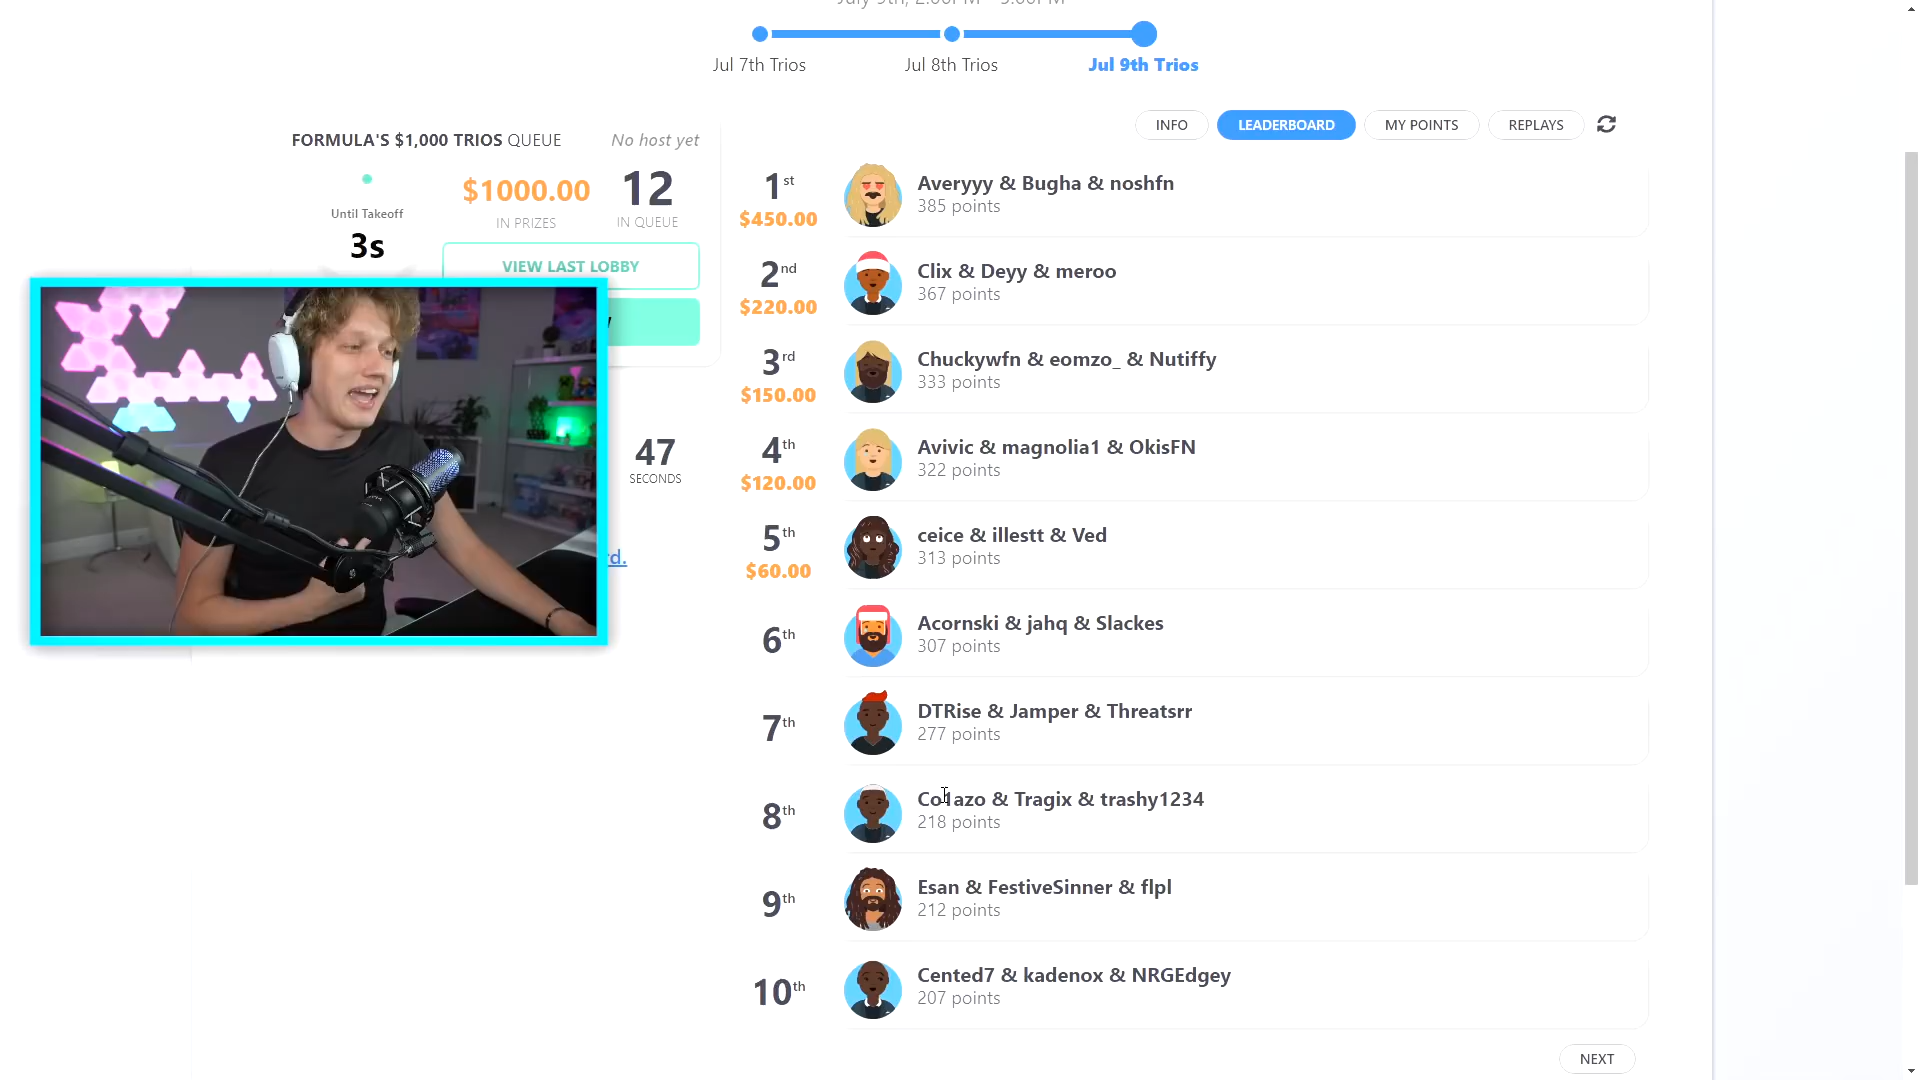 Jul 7th Trios
Jul 8th Trios
Jul 9th Trios
INFO
LEADERBOARD
MY POINTS
REPLAYS
FORMULA'S $1,000 TRIOS QUEUE
No host yet
Until Takeoff
3s
$1000.00
IN PRIZES
12
IN QUEUE
VIEW LAST LOBBY
47
SECONDS
rd.
1st
$450.00
Averyyy & Bugha & noshfn
385 points
2nd
$220.00
Clix & Deyy & meroo
367 points
3rd
$150.00
Chuckywfn & eomzo_ & Nutiffy
333 points
4th
$120.00
Avivic & magnolia1 & OkisFN
322 points
5th
$60.00
ceice & illestt & Ved
313 points
6th
Acornski & jahq & Slackes
307 points
7th
DTRise & Jamper & Threatsrr
277 points
8th
Co1azo & Tragix & trashy1234
218 points
9th
Esan & FestiveSinner & flpl
212 points
10th
Cented7 & kadenox & NRGEdgey
207 points
NEXT